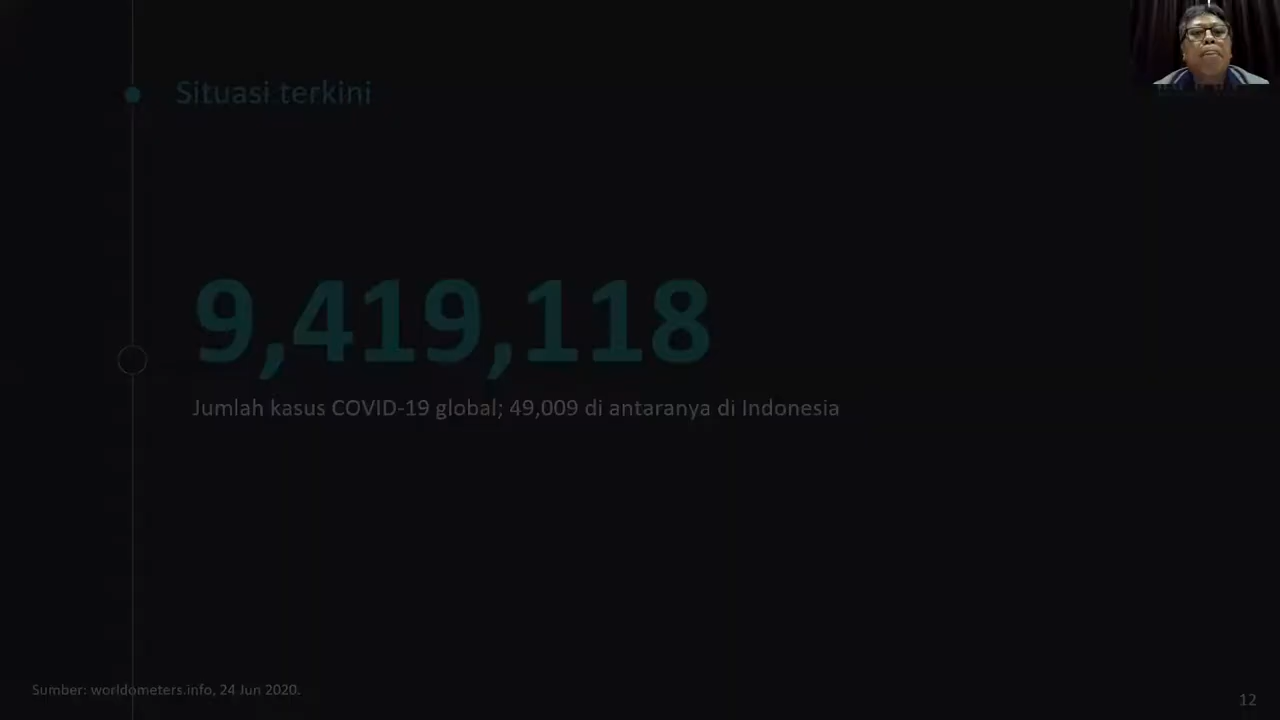 Situasi terkini
9,419,118
Jumlah kasus COVID-19 global; 49,009 di antaranya di Indonesia
Sumber: worldometers.info, 24 Jun 2020.
12